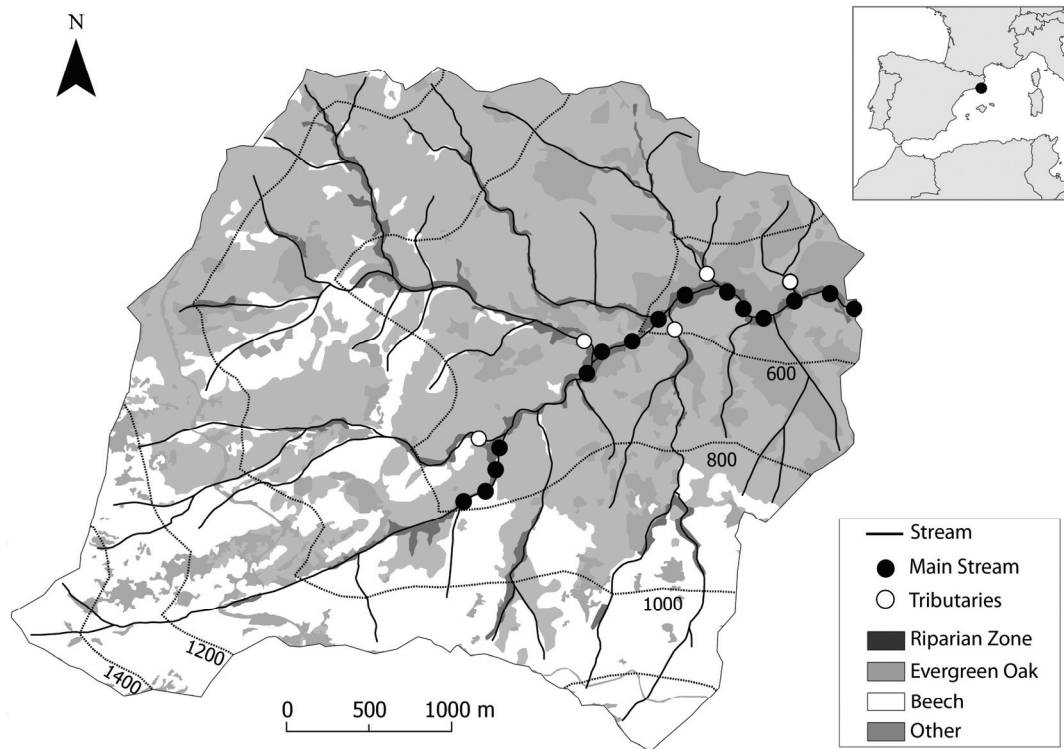 N
600
800
1000
1200
1400
0 500 1000 m
Stream
Main Stream
Tributaries
Riparian Zone
Evergreen Oak
Beech
Other